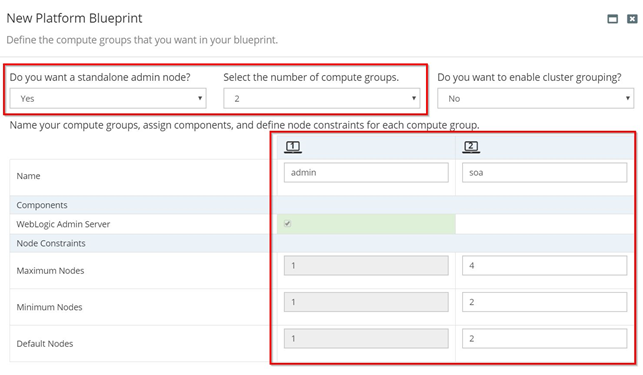 New Platform Blueprint
Define the compute groups that you want in your blueprint.
Do you want a standalone admin node? Select the number of compute groups. Do you want to enable cluster grouping?
Yes 2 No
Name your compute groups, assign components, and define node constraints for each compute group.
1 2
Name admin soa
Components
WebLogic Admin Server
Node Constraints
Maximum Nodes 1 4
Minimum Nodes 1 2
Default Nodes 1 2